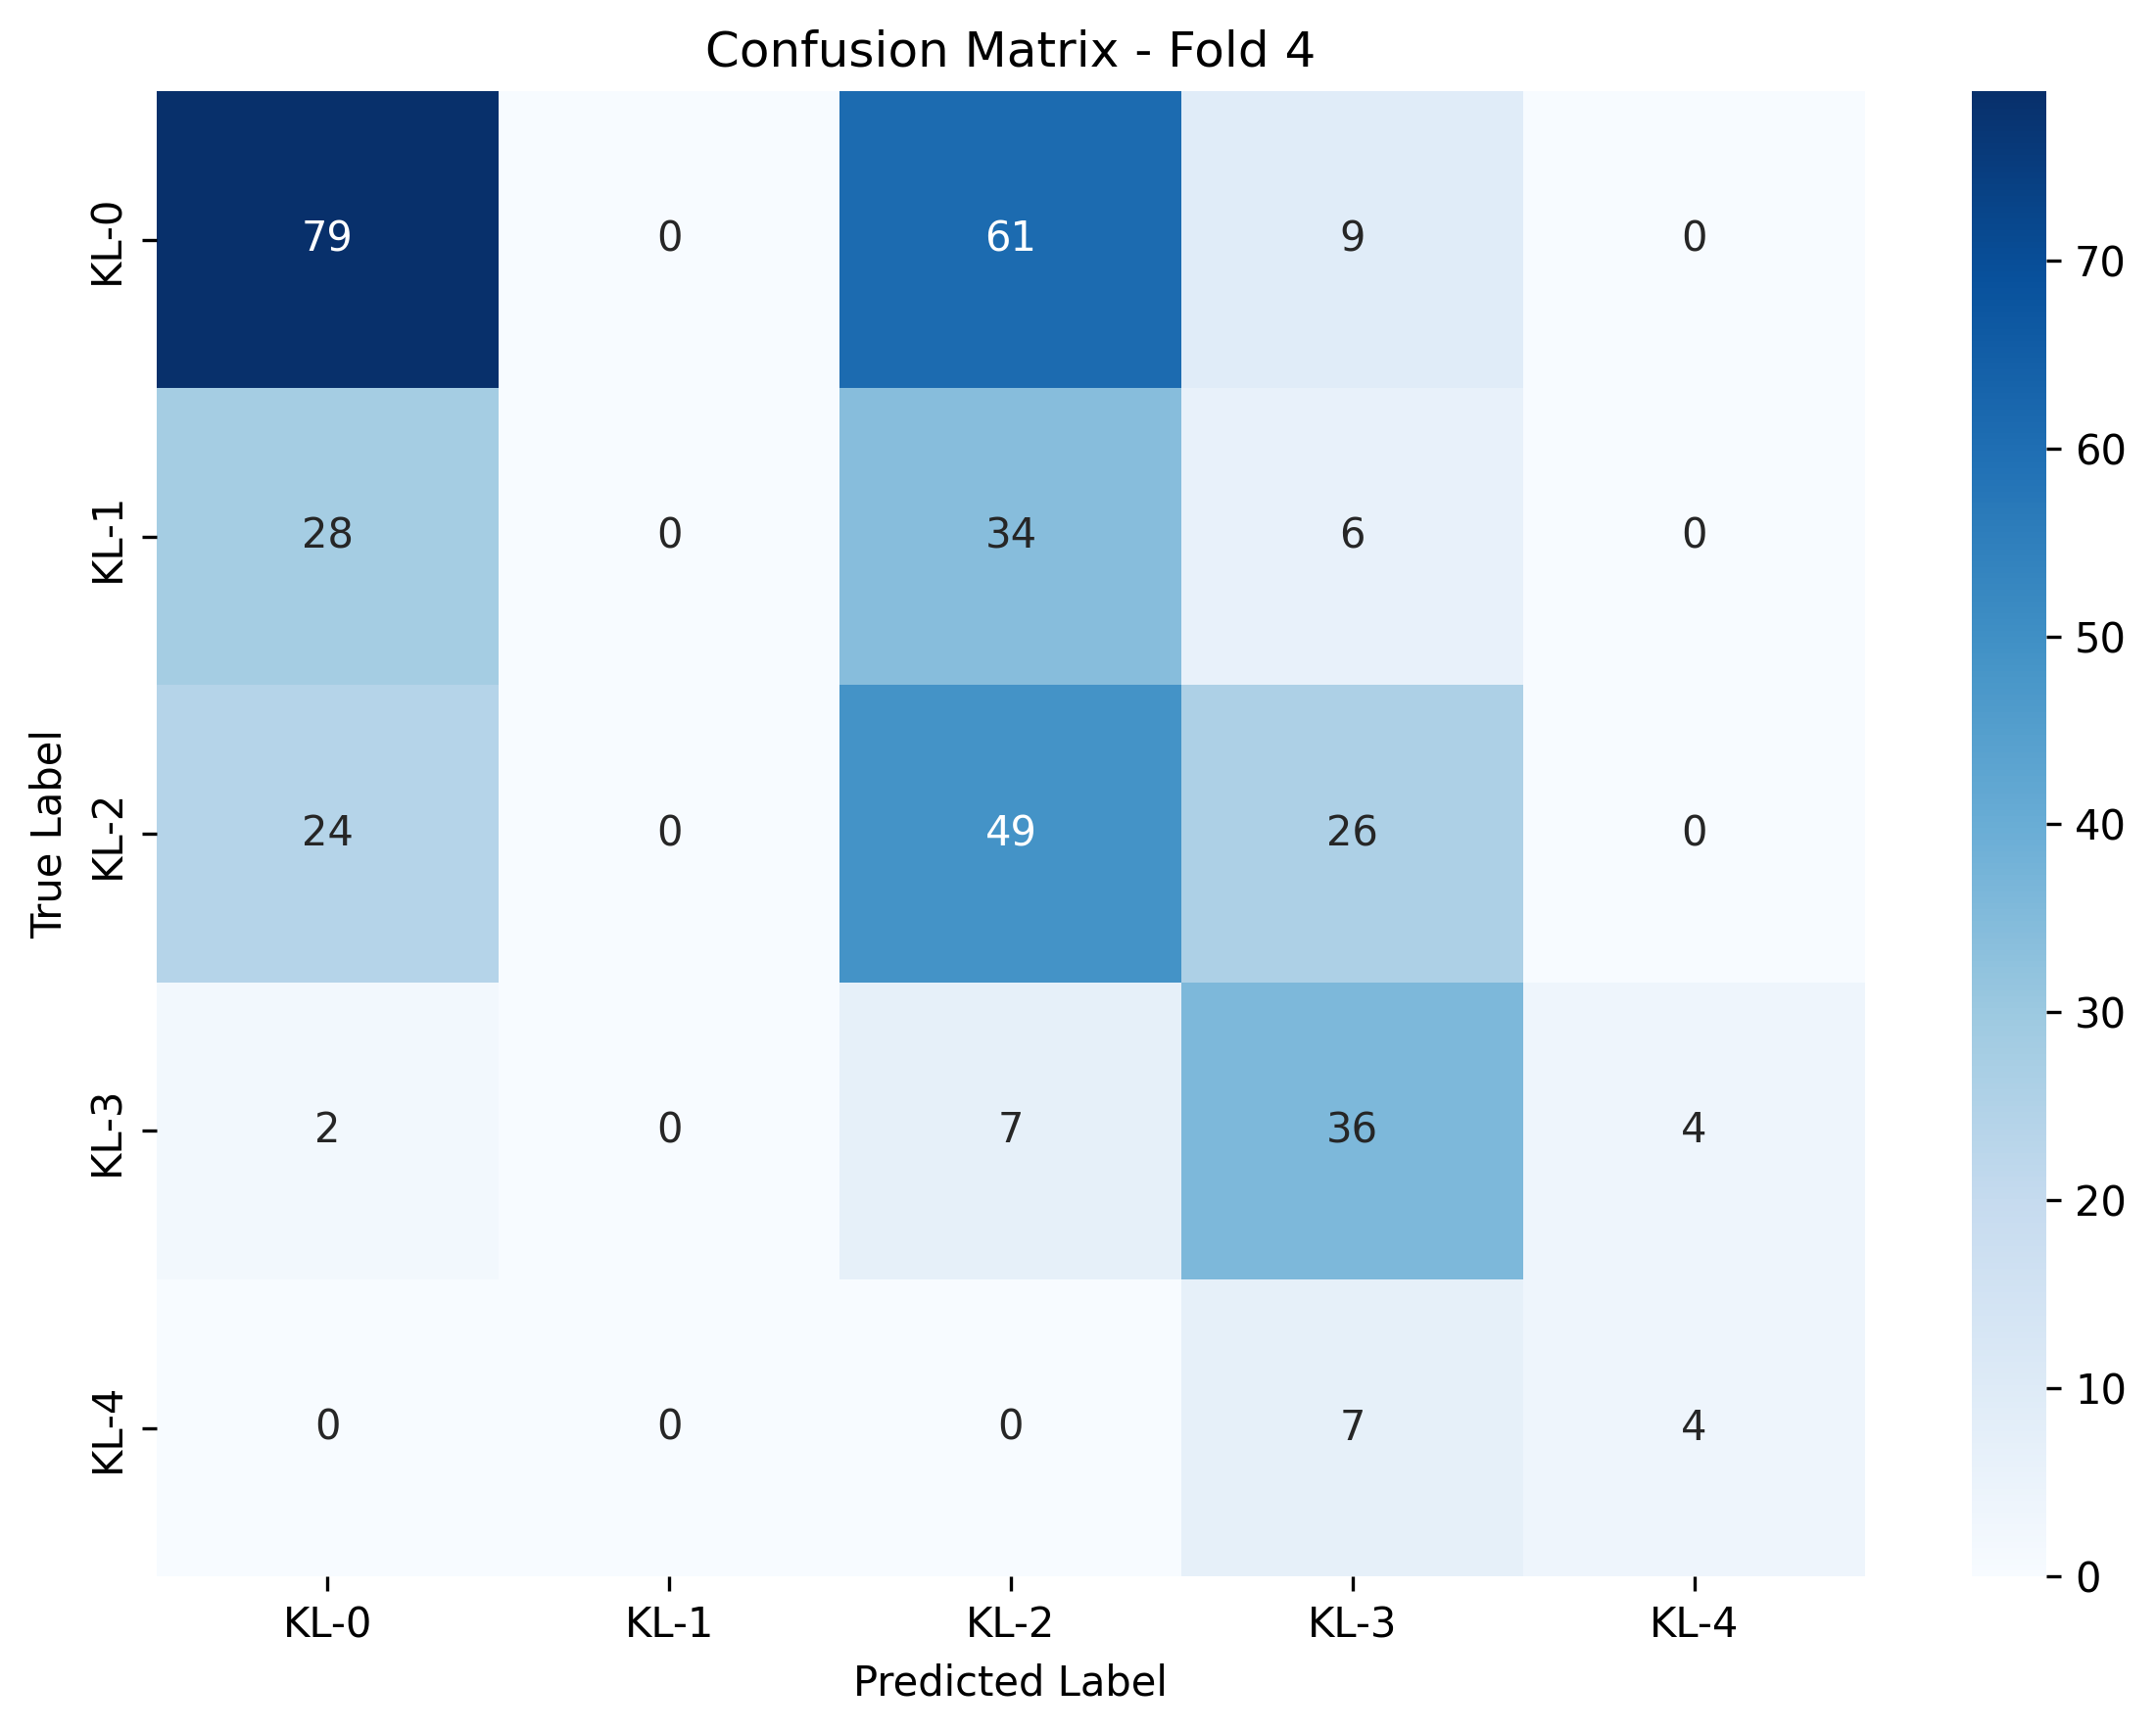 Confusion Matrix - Fold 4
True Label
KL-0 79 0 61 9 0
KL-1 28 0 34 6 0
KL-2 24 0 49 26 0
KL-3 2 0 7 36 4
KL-4 0 0 0 7 4
KL-0 KL-1 KL-2 KL-3 KL-4
Predicted Label
70
60
50
40
30
20
10
0